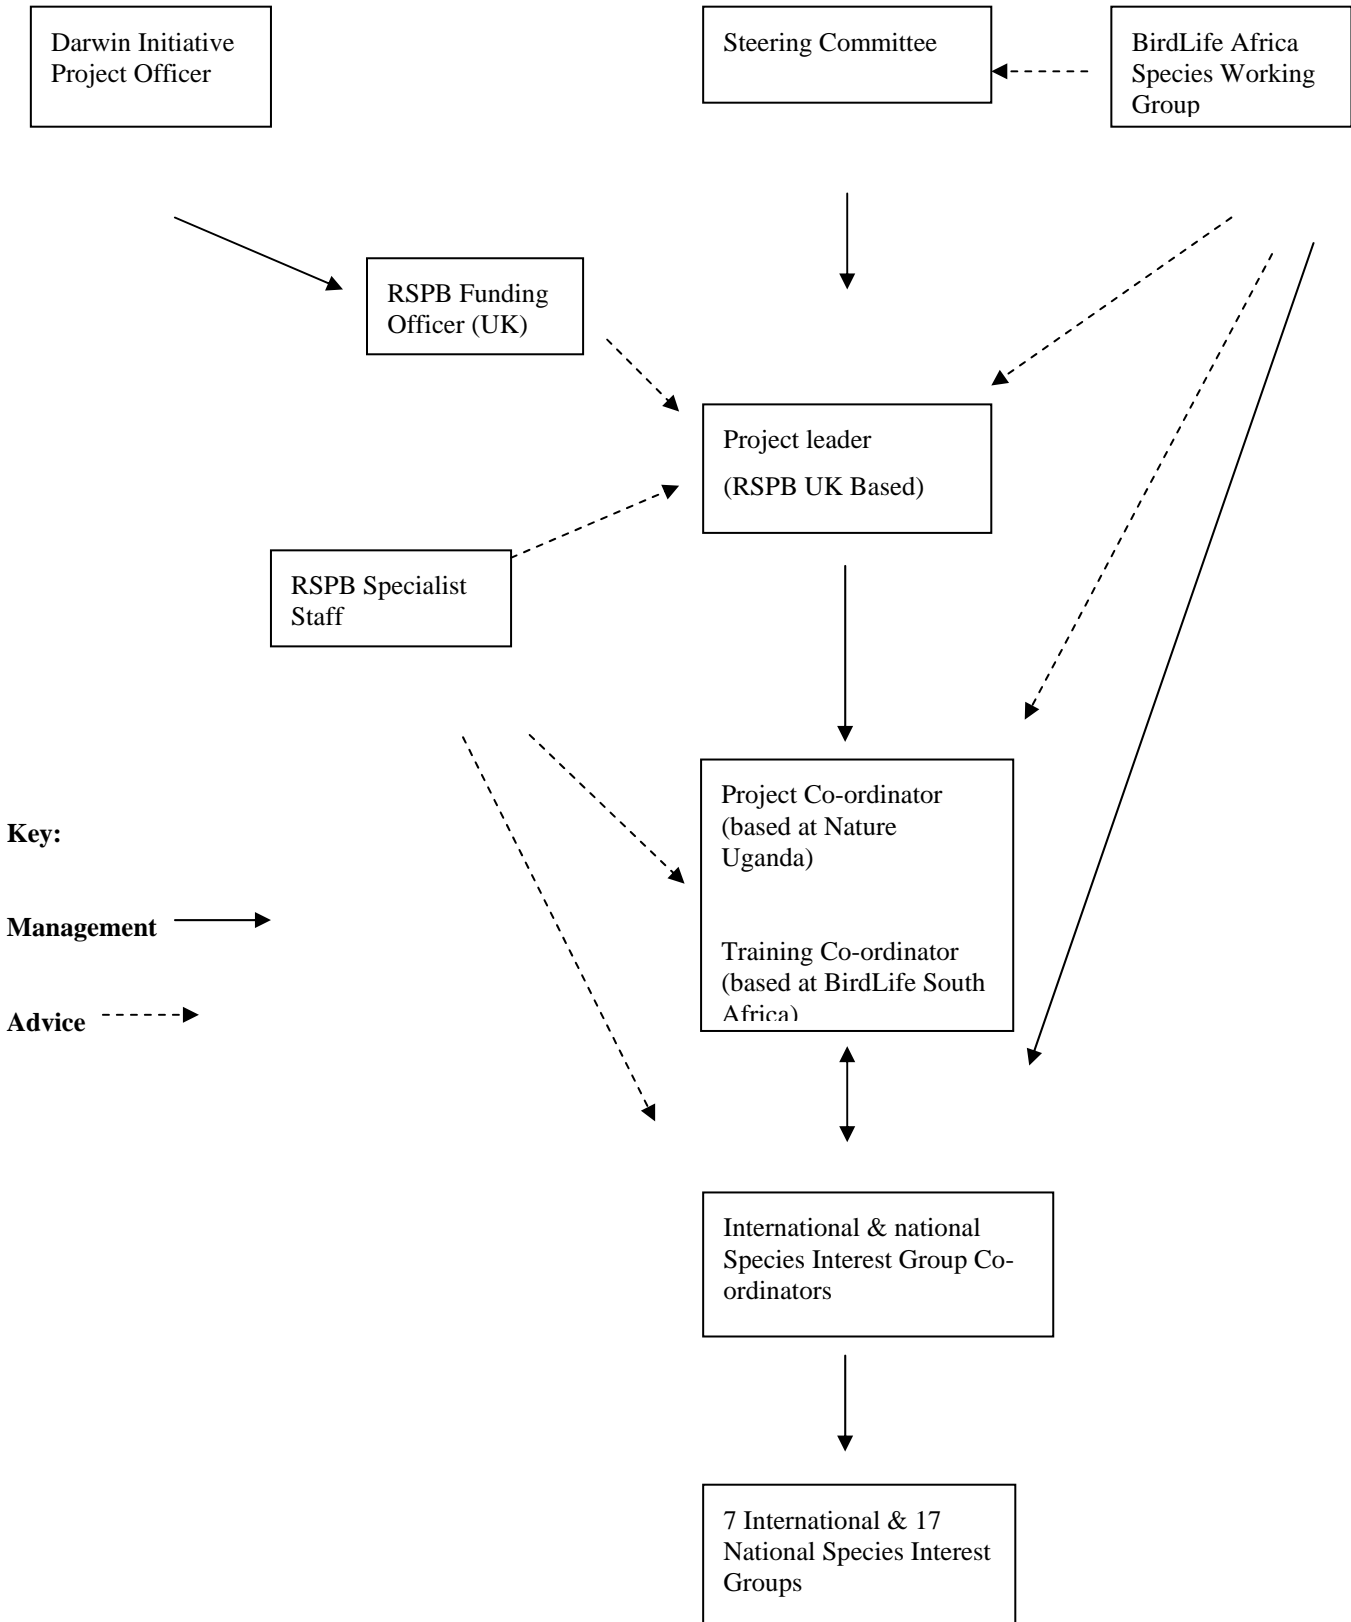 Darwin Initiative
Project Officer
Steering Committee
BirdLife Africa
Species Working
Group
RSPB Funding
Officer (UK)
Project leader
(RSPB UK Based)
RSPB Specialist
Staff
Project Co-ordinator
(based at Nature
Uganda)
Training Co-ordinator
(based at BirdLife South
Africa)
Key:
Management
Advice
International & national
Species Interest Group Co-
ordinators
7 International & 17
National Species Interest
Groups